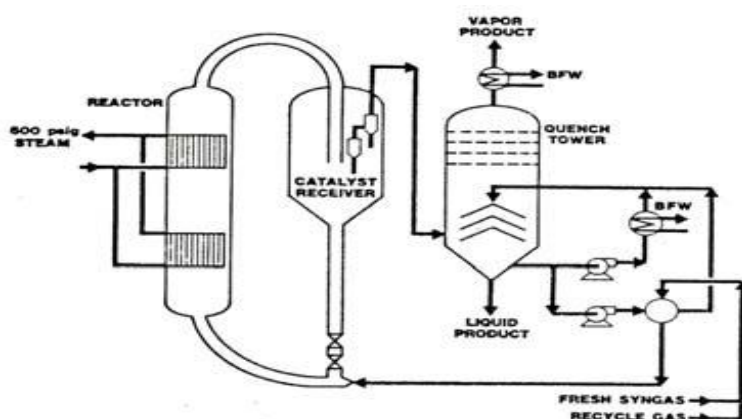 VAPOR
PRODUCT
BFW
REACTOR
600 psig
STEAM
QUENCH
TOWER
CATALYST
RECEIVER
BFW
LIQUID
PRODUCT
FRESH SYNGAS
RECYCLE GAS